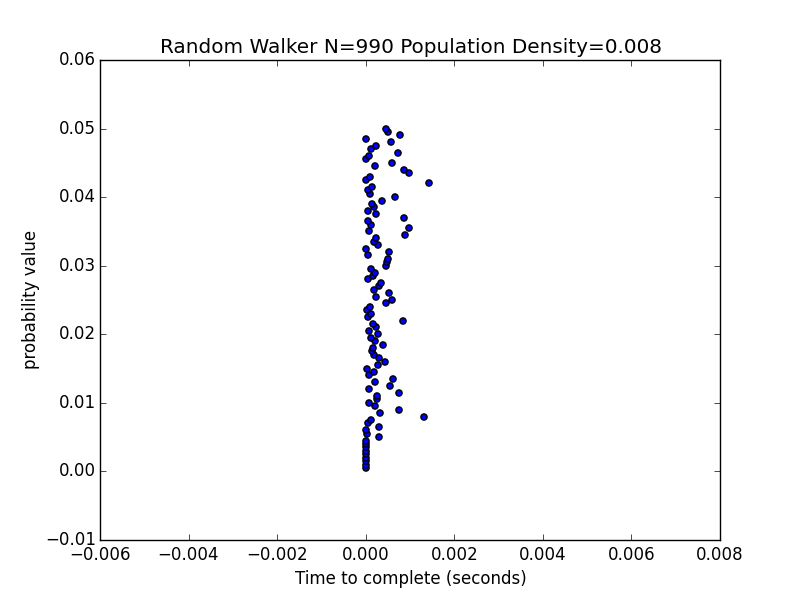 Random Walker N=990 Population Density=0.008
0.06
0.05
0.04
0.03
0.02
0.01
0.00
−0.01
probability value
−0.006 −0.004 −0.002 0.000 0.002 0.004 0.006 0.008
Time to complete (seconds)